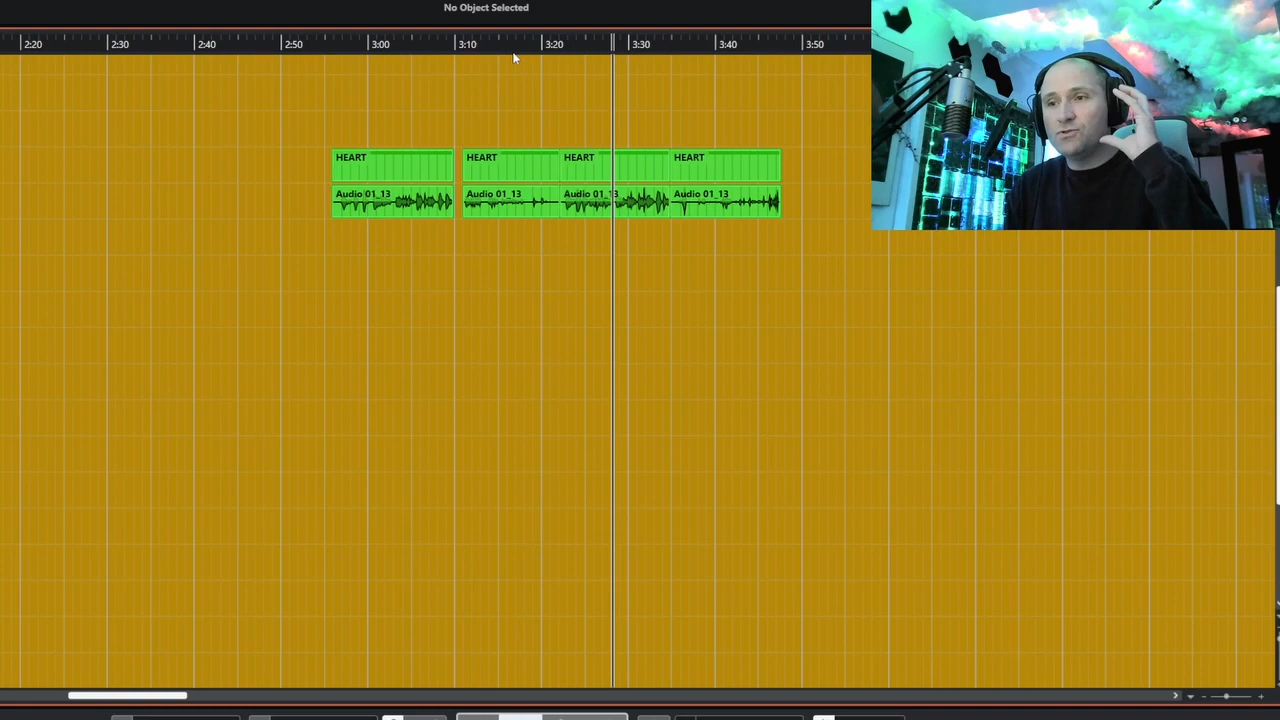 No Object Selected
2:20 2:30 2:40 2:50 3:00 3:10 3:20 3:30 3:40 3:50
HEART HEART HEART HEART
Audio 01_13 Audio 01_13 Audio 01_13 Audio 01_13